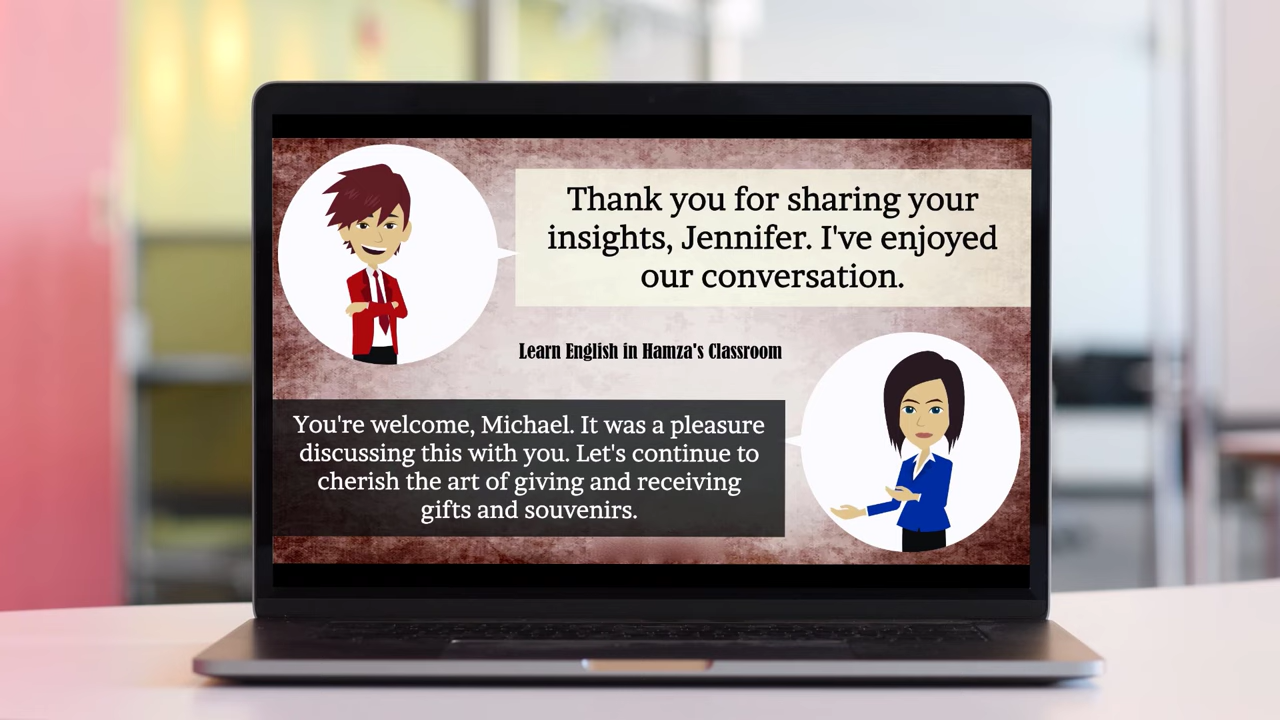 Thank you for sharing your
insights, Jennifer. I've enjoyed
our conversation.
Learn English in Hamza's Classroom
You're welcome, Michael. It was a pleasure
discussing this with you. Let's continue to
cherish the art of giving and receiving
gifts and souvenirs.